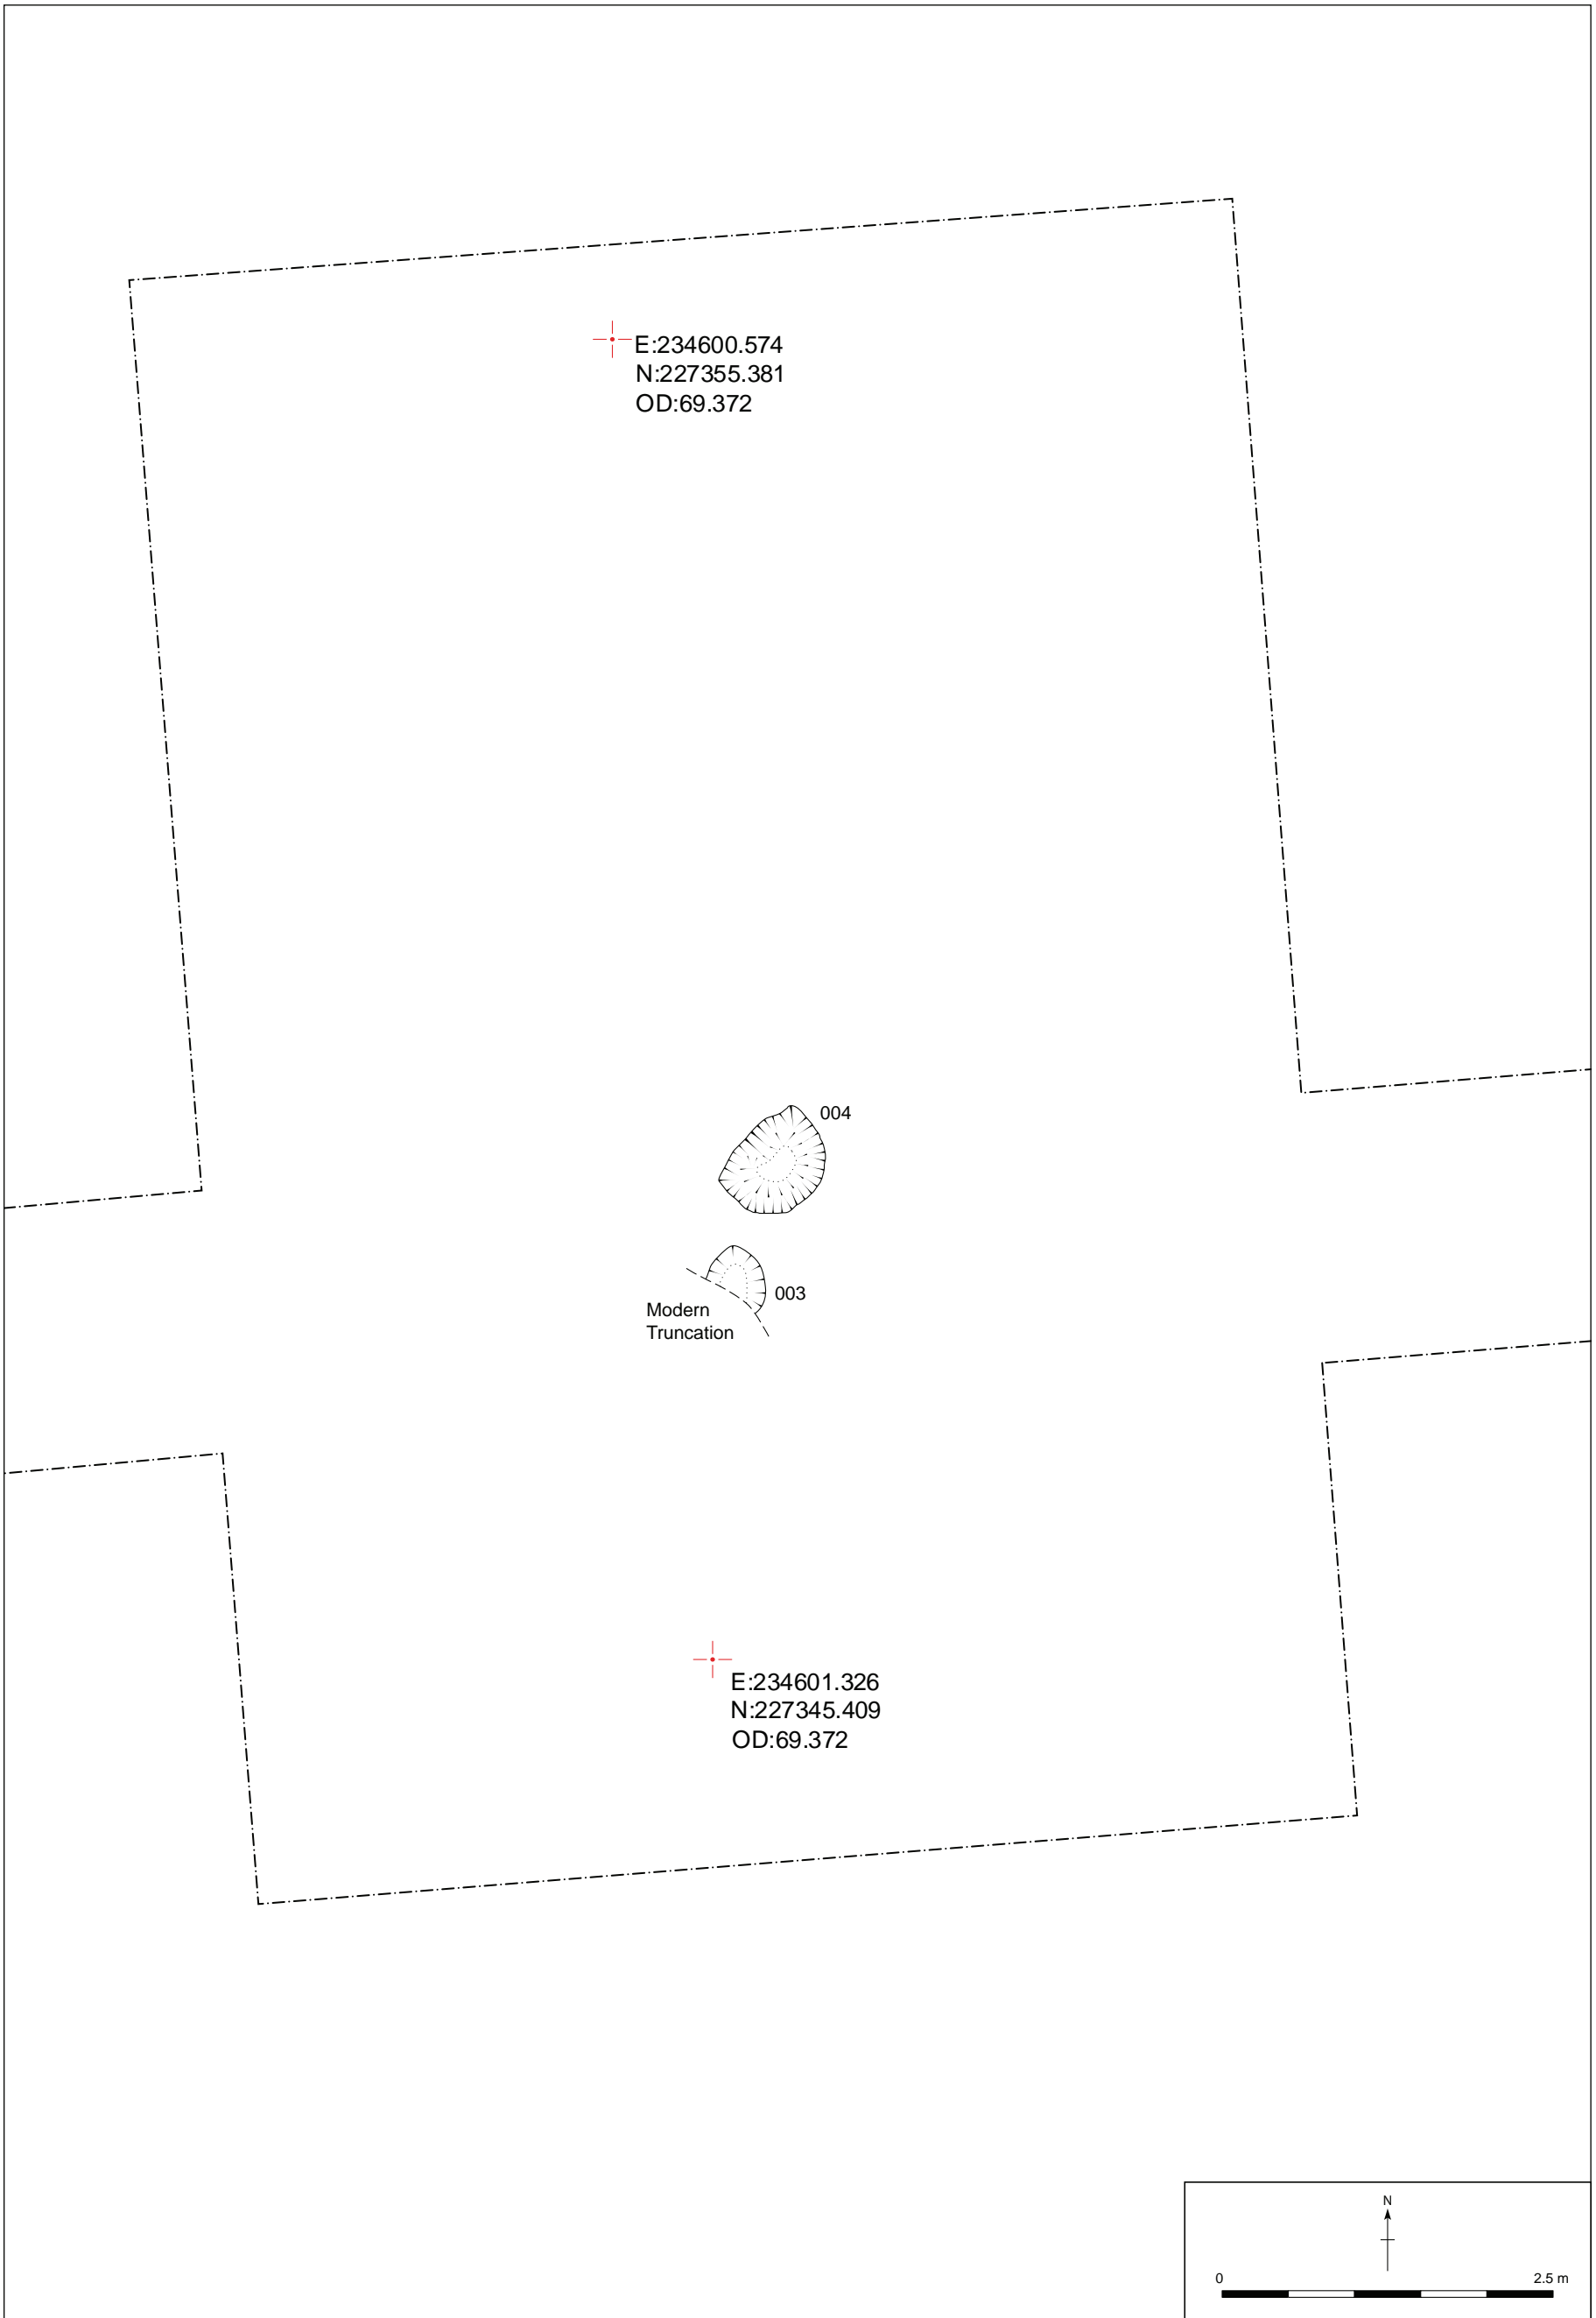 E:234600.574
N:227355.381
OD:69.372
004
003
Modern
Truncation
E:234601.326
N:227345.409
OD:69.372
N
0 2.5 m